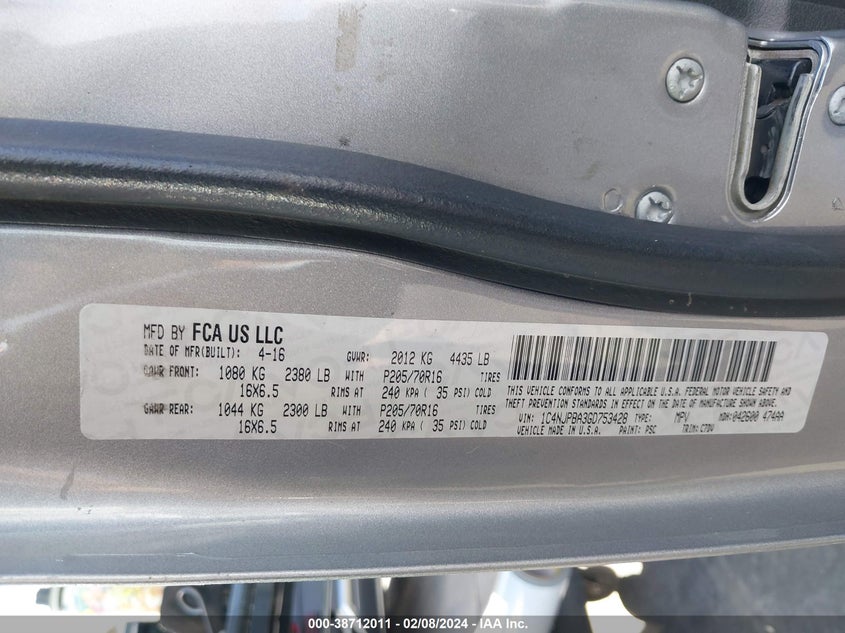 MFD BY FCA US LLC
DATE OF MFR(BUILT): 4-16 GVWR: 2012 KG 4435 LB
GAWR FRONT: 1080 KG 2380 LB WITH P205/70R16 TIRES
16X6.5 RIMS AT 240 KPA ( 35 PSI) COLD
GAWR REAR: 1044 KG 2300 LB WITH P205/70R16 TIRES
16X6.5 RIMS AT 240 KPA ( 35 PSI) COLD
THIS VEHICLE CONFORMS TO ALL APPLICABLE U.S.A. FEDERAL MOTOR VEHICLE SAFETY AND
THEFT PREVENTION STANDARDS IN EFFECT ON THE DATE OF MANUFACTURE SHOWN ABOVE.
VIN: 1C4NJPBA3GD753428 TYPE: MPV MDH: 042600 474AA
VEHICLE MADE IN U.S.A. PAINT: PSC TRIM:
000-38712011 - 02/08/2024 - IAA Inc.